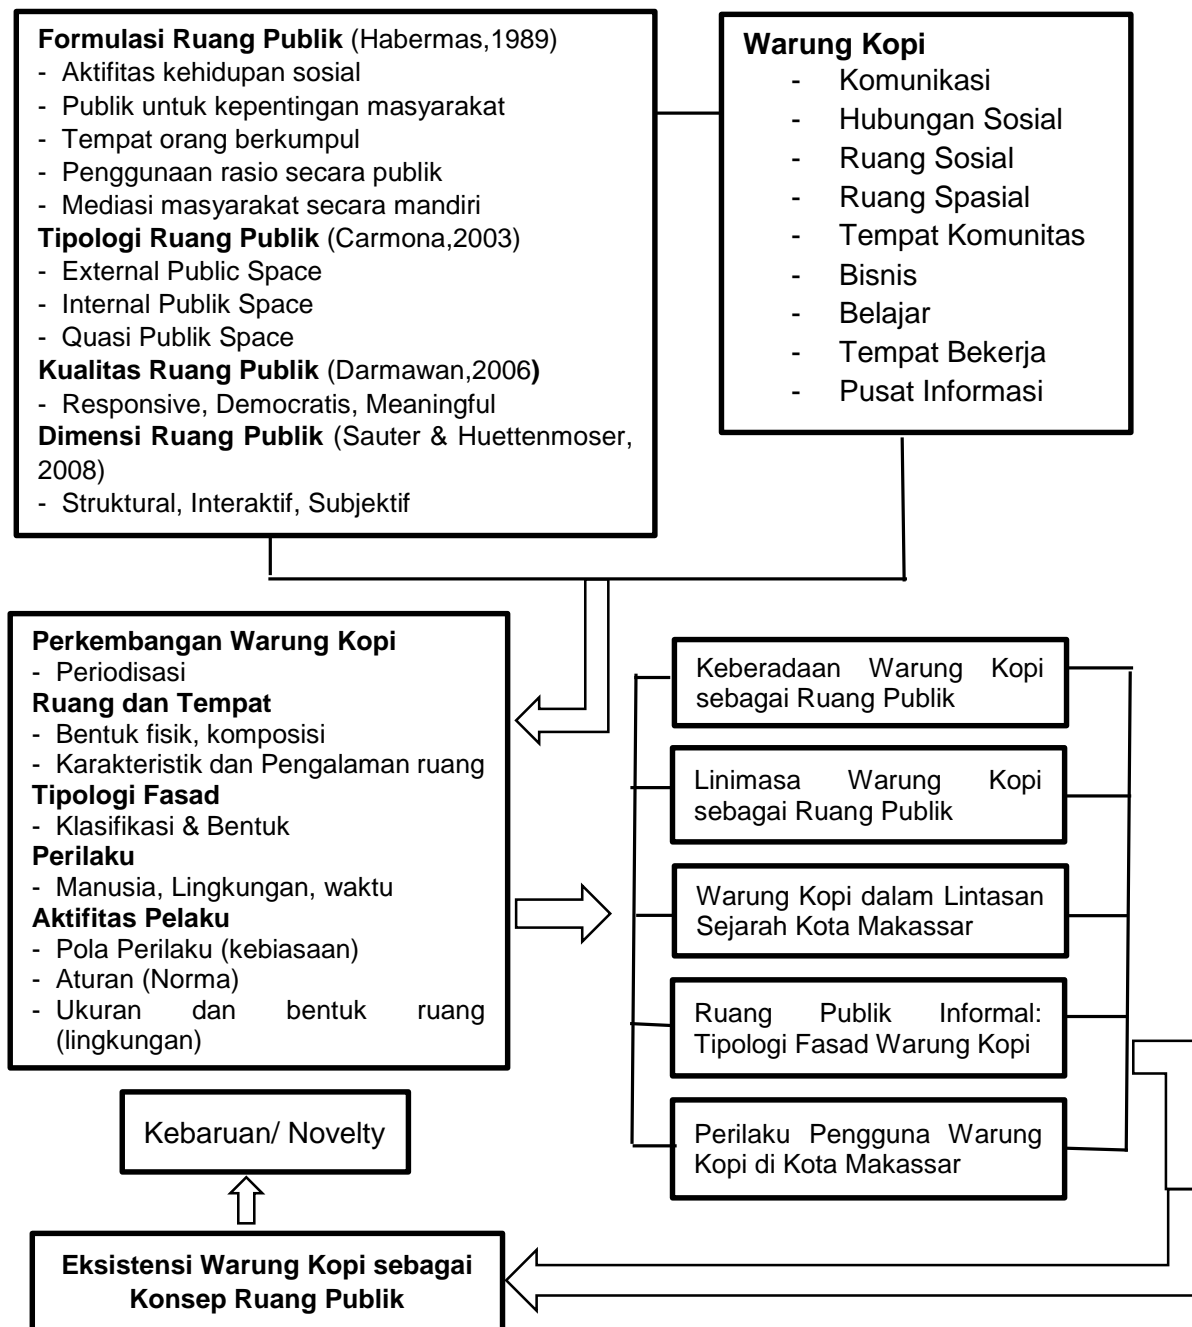 Formulasi Ruang Publik (Habermas,1989)
- Aktifitas kehidupan sosial
- Publik untuk kepentingan masyarakat
- Tempat orang berkumpul
- Penggunaan rasio secara publik
- Mediasi masyarakat secara mandiri
Tipologi Ruang Publik (Carmona,2003)
- External Public Space
- Internal Publik Space
- Quasi Publik Space
Kualitas Ruang Publik (Darmawan,2006)
- Responsive, Democratis, Meaningful
Dimensi Ruang Publik (Sauter & Huettenmoser,
2008)
- Struktural, Interaktif, Subjektif
Warung Kopi
- Komunikasi
- Hubungan Sosial
- Ruang Sosial
- Ruang Spasial
- Tempat Komunitas
- Bisnis
- Belajar
- Tempat Bekerja
- Pusat Informasi
Perkembangan Warung Kopi
- Periodisasi
Ruang dan Tempat
- Bentuk fisik, komposisi
- Karakteristik dan Pengalaman ruang
Tipologi Fasad
- Klasifikasi & Bentuk
Perilaku
- Manusia, Lingkungan, waktu
Aktifitas Pelaku
- Pola Perilaku (kebiasaan)
- Aturan (Norma)
- Ukuran dan bentuk ruang
(lingkungan)
Keberadaan Warung Kopi
sebagai Ruang Publik
Linimasa Warung Kopi
sebagai Ruang Publik
Warung Kopi dalam Lintasan
Sejarah Kota Makassar
Ruang Publik Informal:
Tipologi Fasad Warung Kopi
Perilaku Pengguna Warung
Kopi di Kota Makassar
Kebaruan/ Novelty
Eksistensi Warung Kopi sebagai
Konsep Ruang Publik